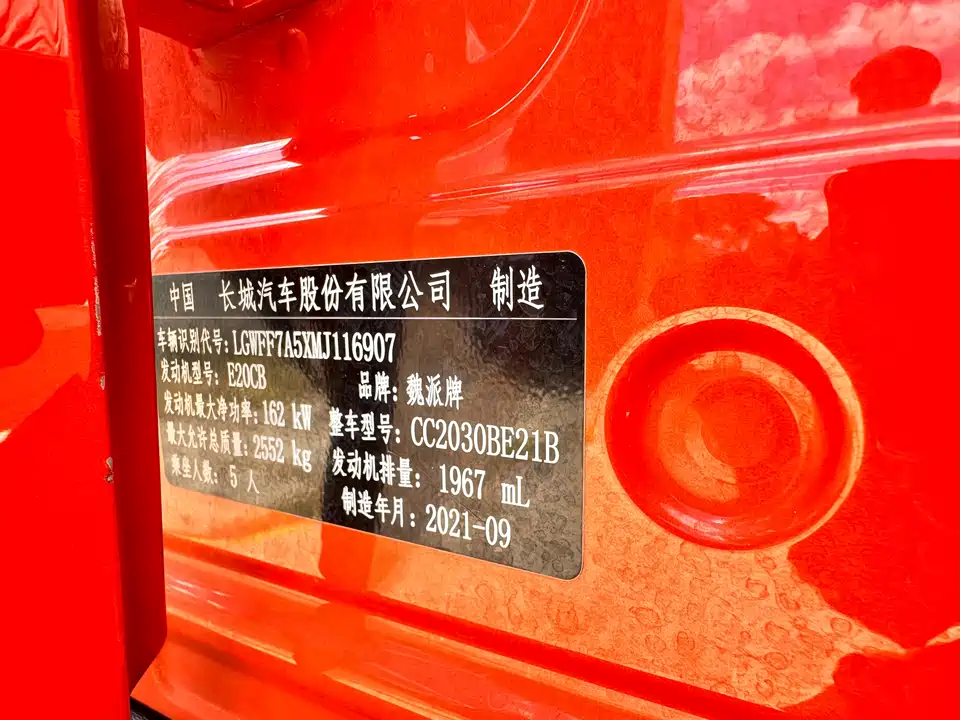 中国 长城汽车股份有限公司 制造
车辆识别代号: LGWFF7A5XMJ116907
发动机型号: E20CB 品牌: 魏派牌
发动机最大净功率: 162 kW 整车型号: CC2030BE21B
最大允许总质量: 2552 kg 发动机排量: 1967 mL
乘坐人数: 5 人 制造年月: 2021-09